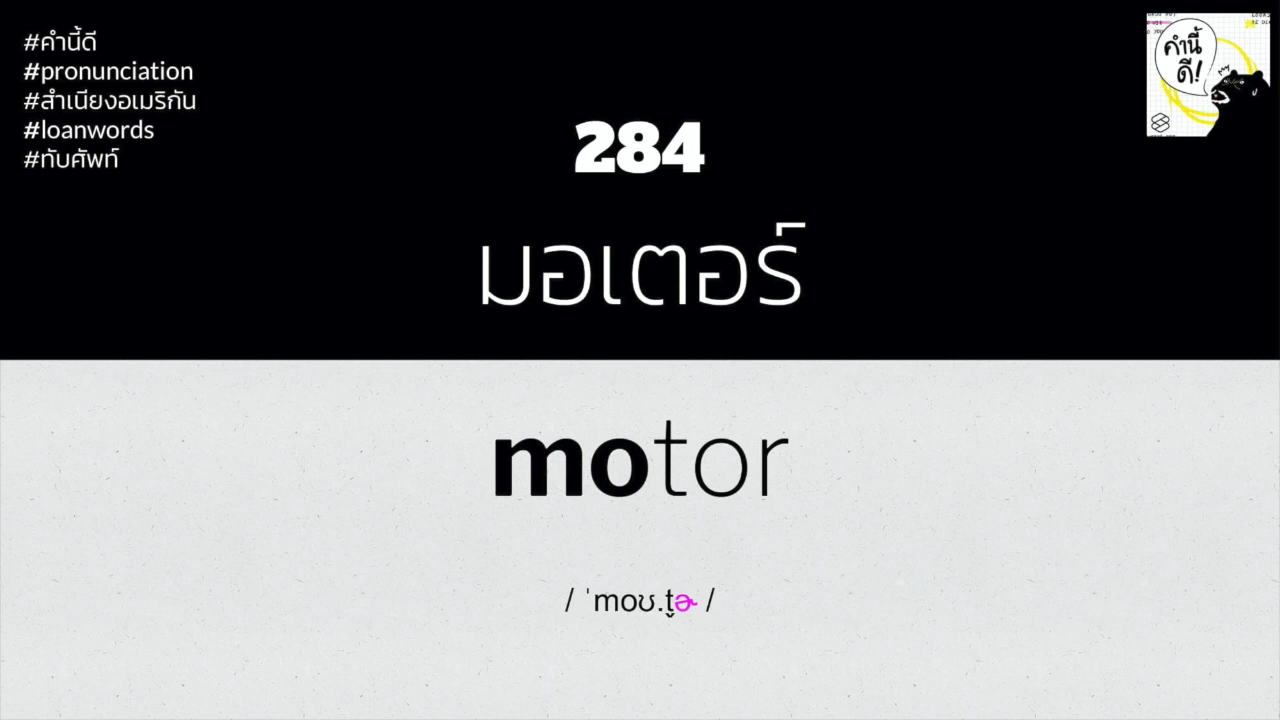 #คำนี้ดี
#pronunciation
#สำเนียงอเมริกัน
#loanwords
#ทับศัพท์
คำนี้
ดี!
284
มอเตอร์
motor
/ ˈmoʊ.t̬ɚ /